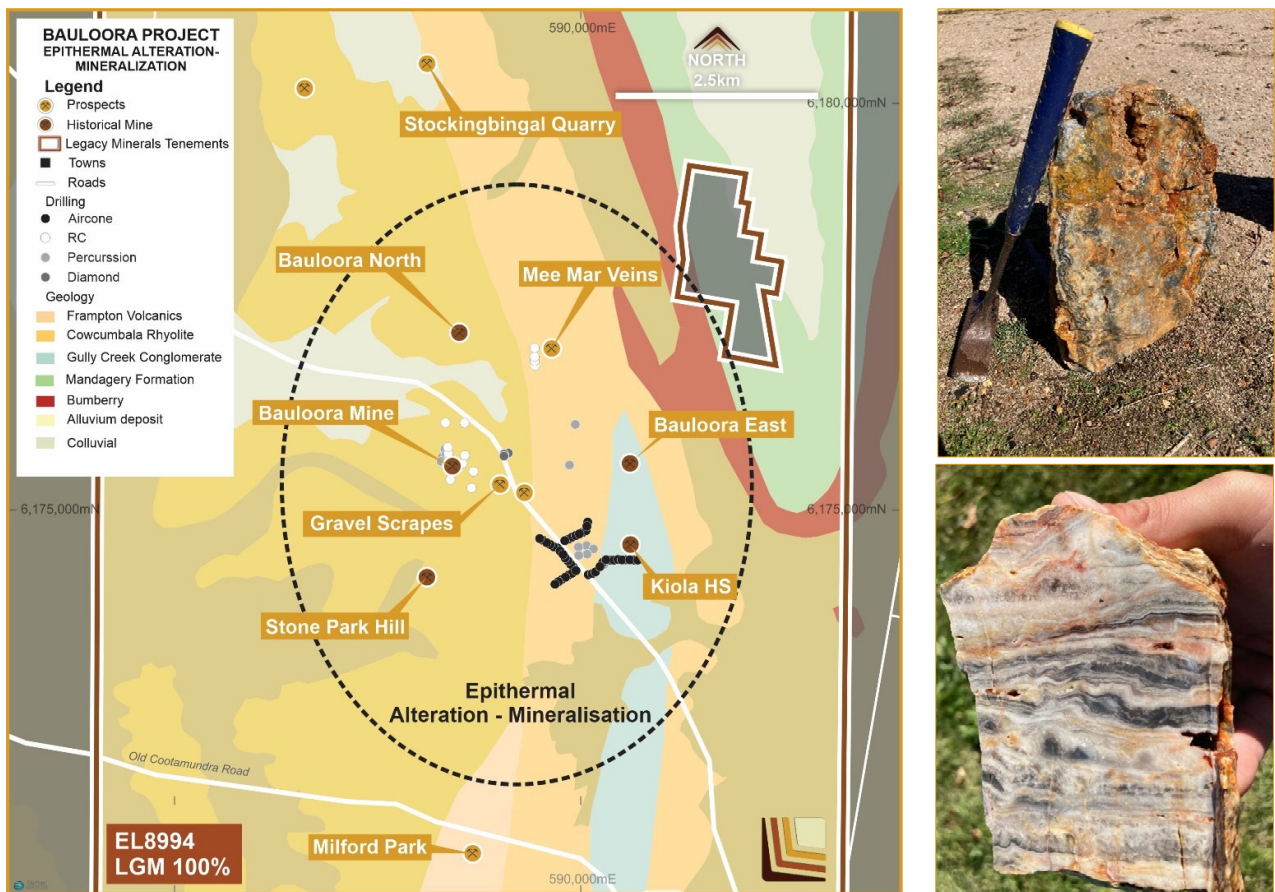 BAULOORA PROJECT
EPITHERMAL ALTERATION-
MINERALIZATION
Legend
Prospects
Historical Mine
Legacy Minerals Tenements
Towns
Roads
Drilling
Aircone
RC
Percurssion
Diamond
Geology
Frampton Volcanics
Cowcumbala Rhyolite
Gully Creek Conglomerate
Mandagery Formation
Bumberry
Alluvium deposit
Colluvial
590,000mE
NORTH
2.5km
6,180,000mN
Stockingbingal Quarry
Bauloora North
Mee Mar Veins
Bauloora Mine
Bauloora East
6,175,000mN
6,175,000mN
Gravel Scrapes
Kiola HS
Stone Park Hill
Epithermal
Alteration - Mineralisation
Old Cootamundra Road
EL8994
LGM 100%
Milford Park
590,000mE